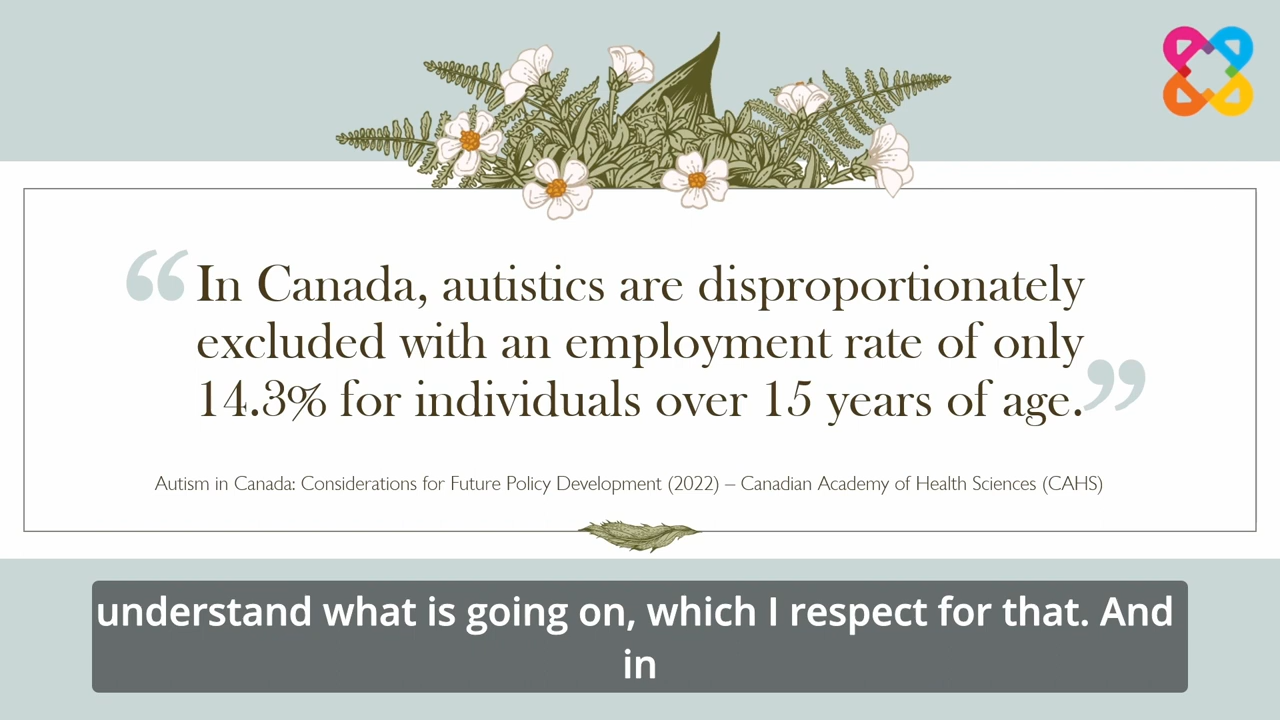 “In Canada, autistics are disproportionately
excluded with an employment rate of only
14.3% for individuals over 15 years of age.”
Autism in Canada: Considerations for Future Policy Development (2022) – Canadian Academy of Health Sciences (CAHS)
understand what is going on, which I respect for that. And
in